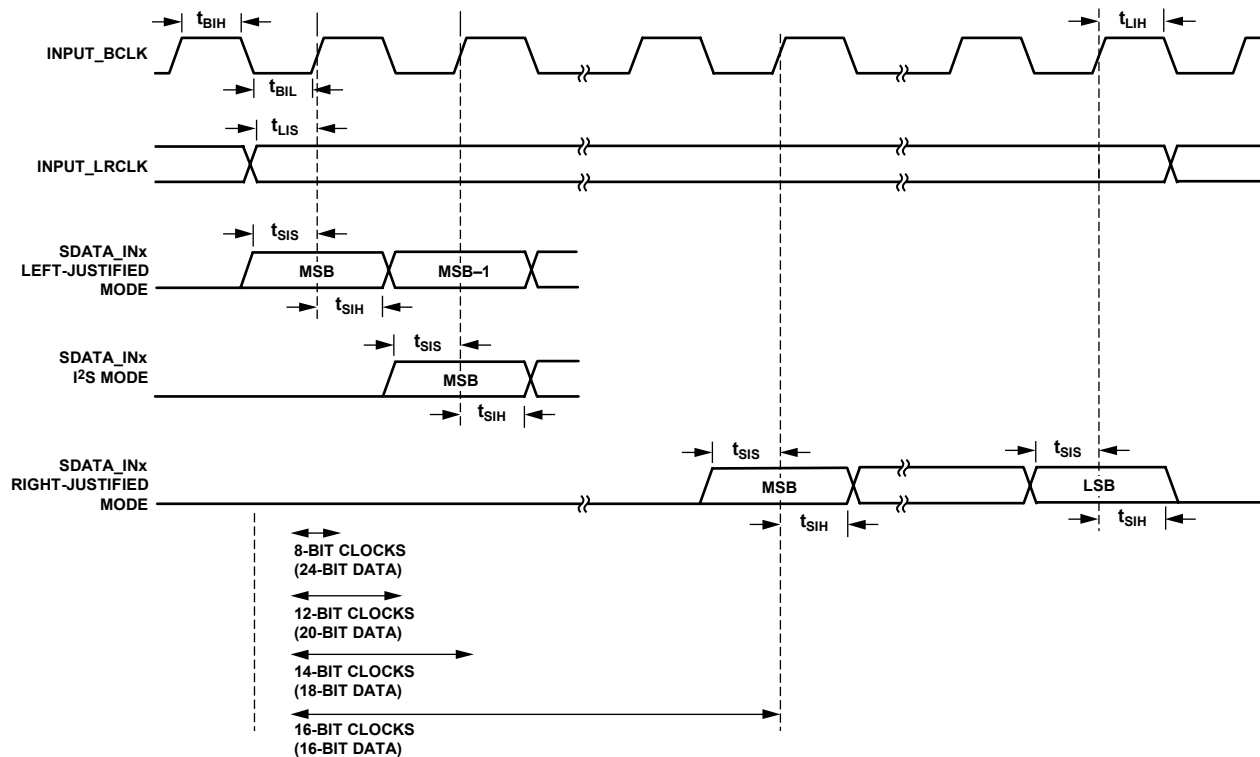 tBIH
tLIH
INPUT_BCLK
tBIL
tLIS
INPUT_LRCLK
tSIS
SDATA_INx
LEFT-JUSTIFIED
MODE
MSB
MSB–1
tSIH
tSIS
SDATA_INx
I²S MODE
MSB
tSIH
tSIS
tSIS
SDATA_INx
RIGHT-JUSTIFIED
MODE
MSB
LSB
tSIH
tSIH
8-BIT CLOCKS
(24-BIT DATA)
12-BIT CLOCKS
(20-BIT DATA)
14-BIT CLOCKS
(18-BIT DATA)
16-BIT CLOCKS
(16-BIT DATA)